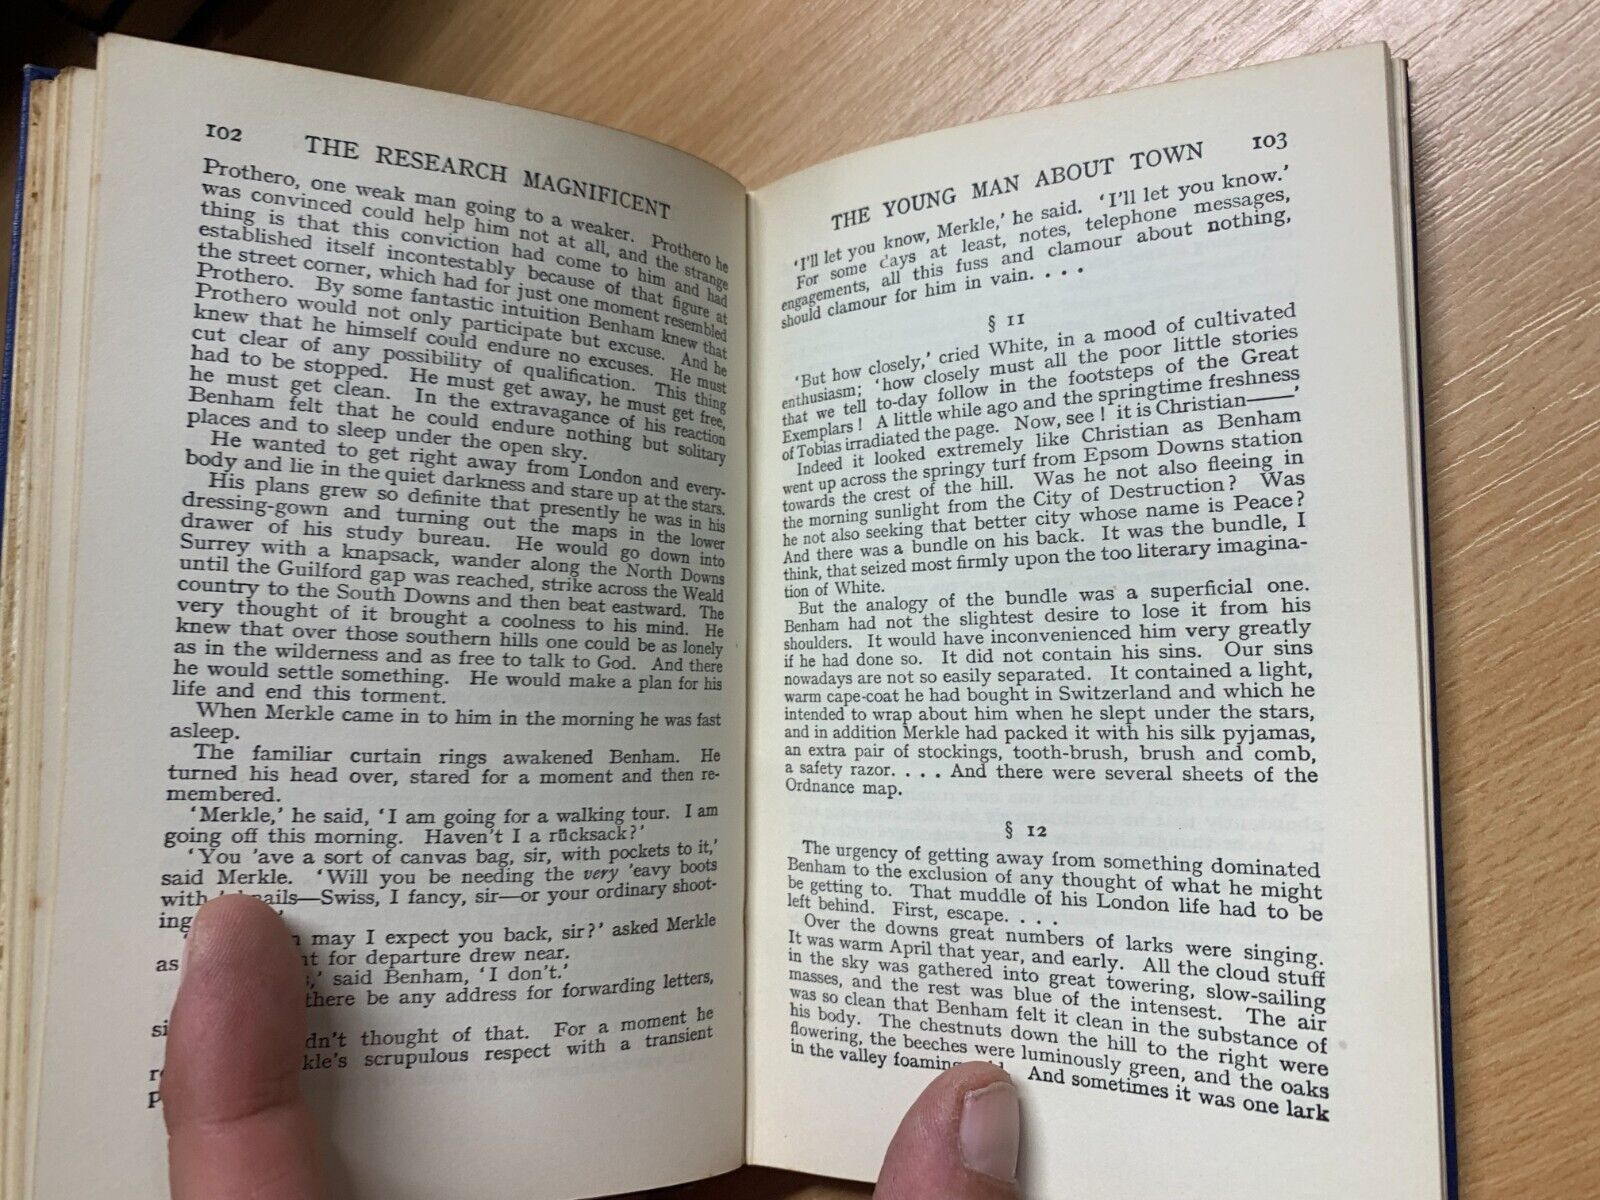 102 THE RESEARCH MAGNIFICENT
Prothero, one weak man going to a weaker. Prothero he
was convinced could help him not at all, and the strange
thing is that this conviction had come to him and had
established itself incontestably because of that figure at
the street corner, which had for just one moment resembled
Prothero. By some fantastic intuition Benham knew that
Prothero would not only participate but excuse. And he
knew that he himself could endure no excuses. He must
cut clear of any possibility of qualification. This thing
had to be stopped. He must get away, he must get free,
he must get clean. In the extravagance of his reaction
Benham felt that he could endure nothing but solitary
places and to sleep under the open sky.
He wanted to get right away from London and every-
body and lie in the quiet darkness and stare up at the stars.
His plans grew so definite that presently he was in his
dressing-gown and turning out the maps in the lower
drawer of his study bureau. He would go down into
Surrey with a knapsack, wander along the North Downs
until the Guilford gap was reached, strike across the Weald
country to the South Downs and then beat eastward. The
very thought of it brought a coolness to his mind. He
knew that over those southern hills one could be as lonely
as in the wilderness and as free to talk to God. And there
he would settle something. He would make a plan for his
life and end this torment.
When Merkle came in to him in the morning he was fast
asleep.
The familiar curtain rings awakened Benham. He
turned his head over, stared for a moment and then re-
membered.
'Merkle,' he said, 'I am going for a walking tour. I am
going off this morning. Haven't I a rücksack?'
'You 'ave a sort of canvas bag, sir, with pockets to it,'
said Merkle. 'Will you be needing the very 'eavy boots
with 'obnails—Swiss, I fancy, sir—or your ordinary shoot-
ing
may I expect you back, sir?' asked Merkle
as for departure drew near.
said Benham, 'I don't.'
there be any address for forwarding letters,
thought of that. For a moment he
scrupulous respect with a transient
THE YOUNG MAN ABOUT TOWN 103
'I'll let you know, Merkle,' he said. 'I'll let you know.'
For some days at least, notes, telephone messages,
engagements, all this fuss and clamour about nothing,
should clamour for him in vain. . . .
§ 11
'But how closely,' cried White, in a mood of cultivated
enthusiasm; 'how closely must all the poor little stories
that we tell to-day follow in the footsteps of the Great
Exemplars! A little while ago and the springtime freshness
of Tobias irradiated the page. Now, see! it is Christian——'
Indeed it looked extremely like Christian as Benham
went up across the springy turf from Epsom Downs station
towards the crest of the hill. Was he not also fleeing in
the morning sunlight from the City of Destruction? Was
he not also seeking that better city whose name is Peace?
And there was a bundle on his back. It was the bundle, I
think, that seized most firmly upon the too literary imagina-
tion of White.
But the analogy of the bundle was a superficial one.
Benham had not the slightest desire to lose it from his
shoulders. It would have inconvenienced him very greatly
if he had done so. It did not contain his sins. Our sins
nowadays are not so easily separated. It contained a light,
warm cape-coat he had bought in Switzerland and which he
intended to wrap about him when he slept under the stars,
and in addition Merkle had packed it with his silk pyjamas,
an extra pair of stockings, tooth-brush, brush and comb,
a safety razor. . . . And there were several sheets of the
Ordnance map.
§ 12
The urgency of getting away from something dominated
Benham to the exclusion of any thought of what he might
be getting to. That muddle of his London life had to be
left behind. First, escape. . . .
Over the downs great numbers of larks were singing.
It was warm April that year, and early. All the cloud stuff
in the sky was gathered into great towering, slow-sailing
masses, and the rest was blue of the intensest. The air
was so clean that Benham felt it clean in the substance of
his body. The chestnuts down the hill to the right were
flowering, the beeches were luminously green, and the oaks
in the valley foaming And sometimes it was one lark